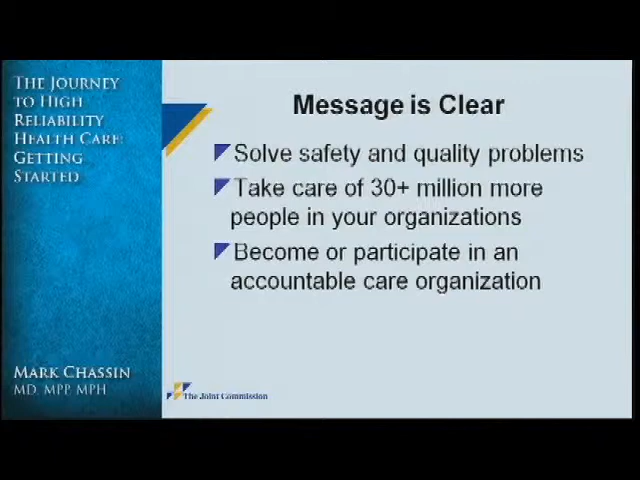 THE JOURNEY
TO HIGH
RELIABILITY
HEALTH CARE:
GETTING
STARTED
MARK CHASSIN
MD, MPP, MPH
Message is Clear
Solve safety and quality problems
Take care of 30+ million more
people in your organizations
Become or participate in an
accountable care organization
The Joint Commission